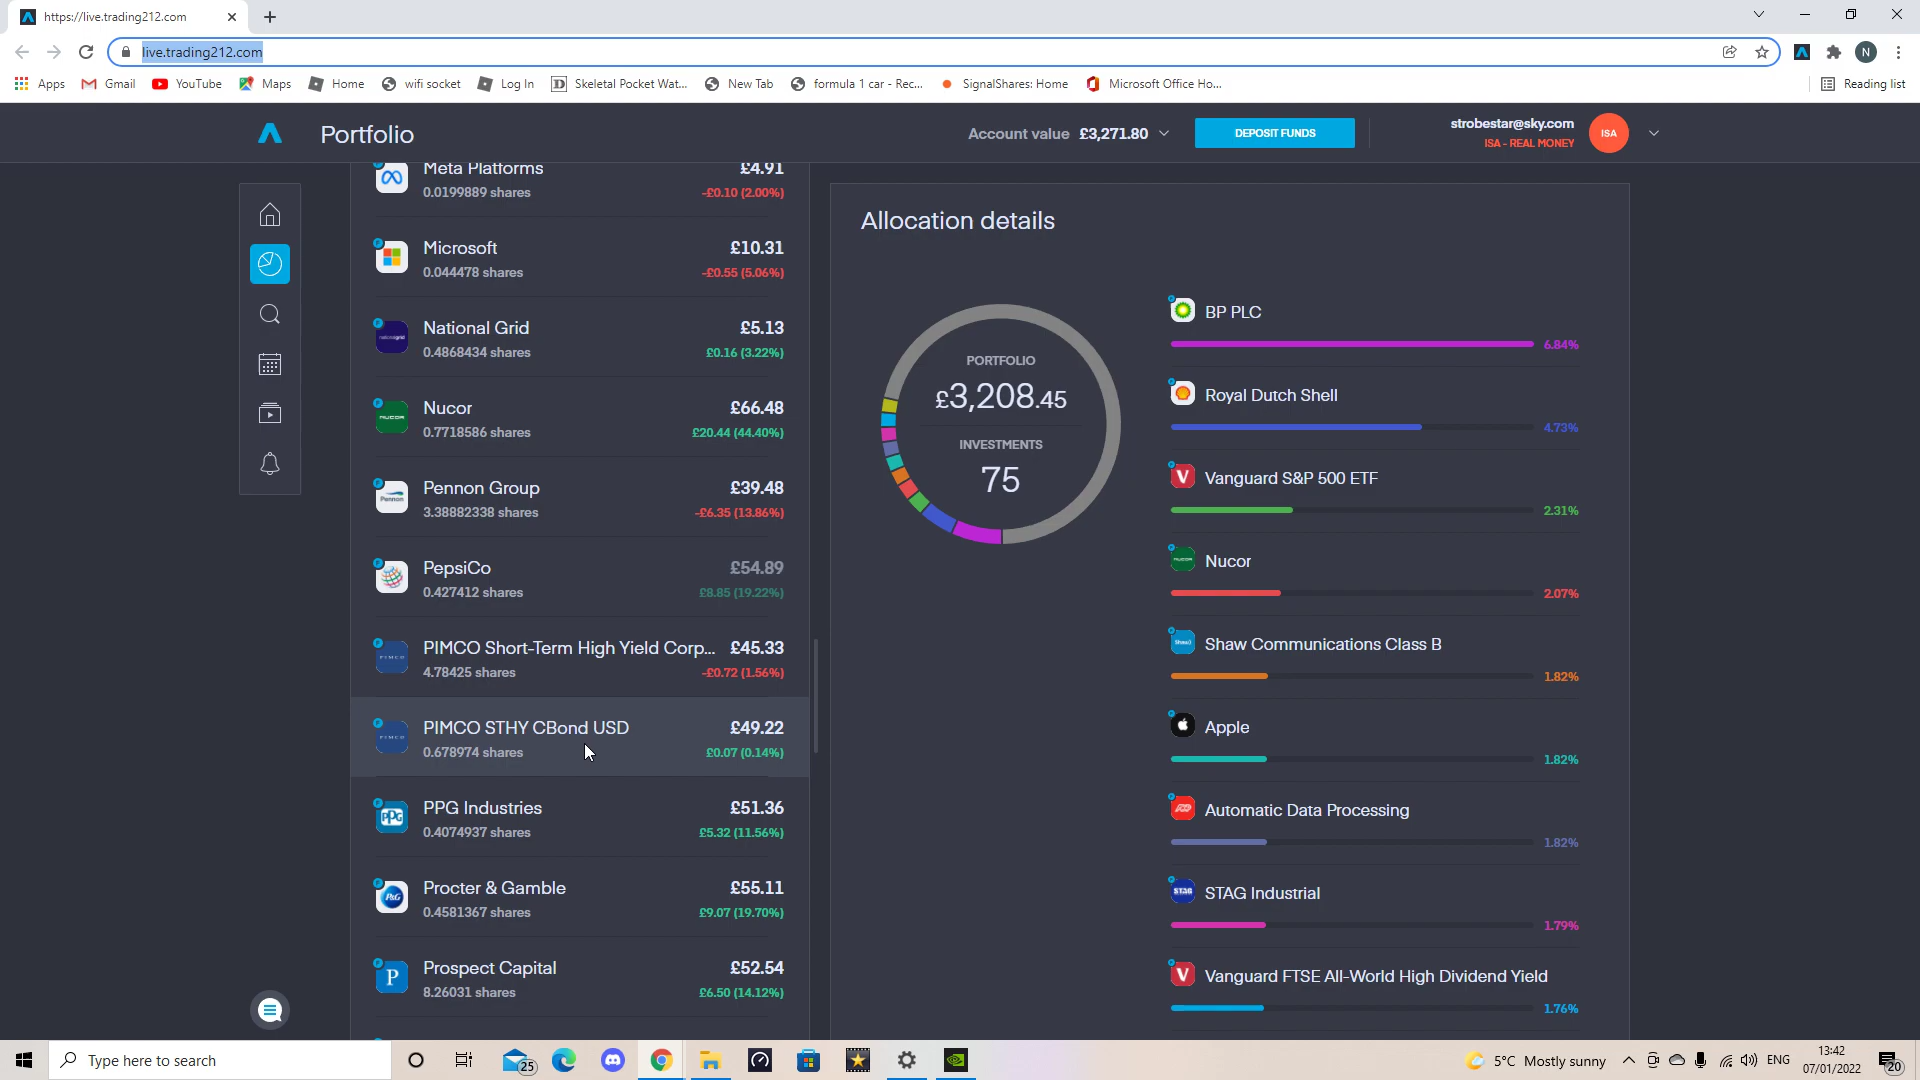 https://live.trading212.com
live.trading212.com
Apps
Gmail
YouTube
Maps
Home
wifi socket
Log In
Skeletal Pocket Wat...
New Tab
formula 1 car - Rec...
SignalShares: Home
Microsoft Office Ho...
Reading list
N
Portfolio
Account value £3,271.80
DEPOSIT FUNDS
strobestar@sky.com
ISA - REAL MONEY
ISA
Meta Platforms £4.91
0.0199889 shares -£0.10 (2.00%)
Microsoft £10.31
0.044478 shares -£0.55 (5.06%)
National Grid £5.13
0.4868434 shares £0.16 (3.22%)
Nucor £66.48
0.7718586 shares £20.44 (44.40%)
Pennon Group £39.48
3.38882338 shares -£6.35 (13.86%)
PepsiCo £54.89
0.427412 shares £8.85 (19.22%)
PIMCO Short-Term High Yield Corp... £45.33
4.78425 shares -£0.72 (1.56%)
PIMCO STHY CBond USD £49.22
0.678974 shares £0.07 (0.14%)
PPG Industries £51.36
0.4074937 shares £5.32 (11.56%)
Procter & Gamble £55.11
0.4581367 shares £9.07 (19.70%)
Prospect Capital £52.54
8.26031 shares £6.50 (14.12%)
Allocation details
PORTFOLIO
£3,208.45
INVESTMENTS
75
BP PLC
6.84%
Royal Dutch Shell
4.73%
Vanguard S&P 500 ETF
2.31%
Nucor
2.07%
Shaw Communications Class B
1.82%
Apple
1.82%
Automatic Data Processing
1.82%
STAG Industrial
1.79%
Vanguard FTSE All-World High Dividend Yield
1.76%
Type here to search
25
5°C Mostly sunny
ENG
13:42
07/01/2022
20